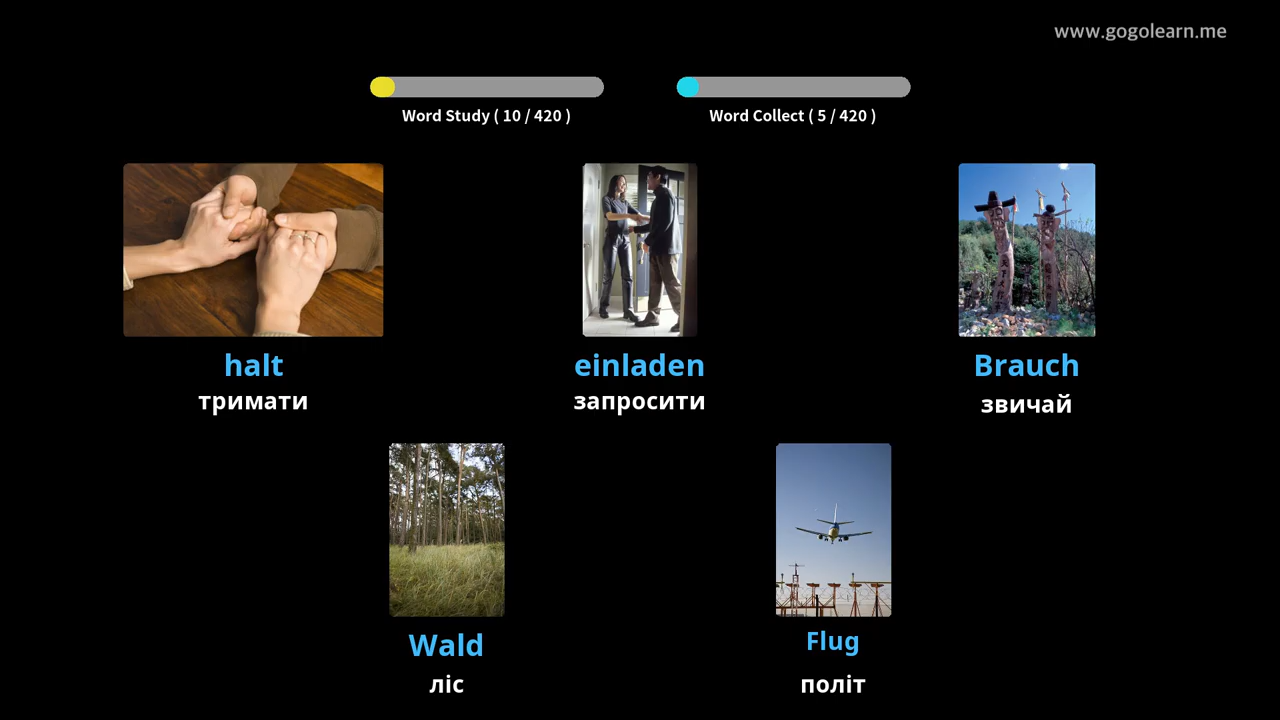 www.gogolearn.me
Word Study ( 10 / 420 )
Word Collect ( 5 / 420 )
halt
einladen
Brauch
тримати
запросити
звичай
Wald
Flug
ліс
політ